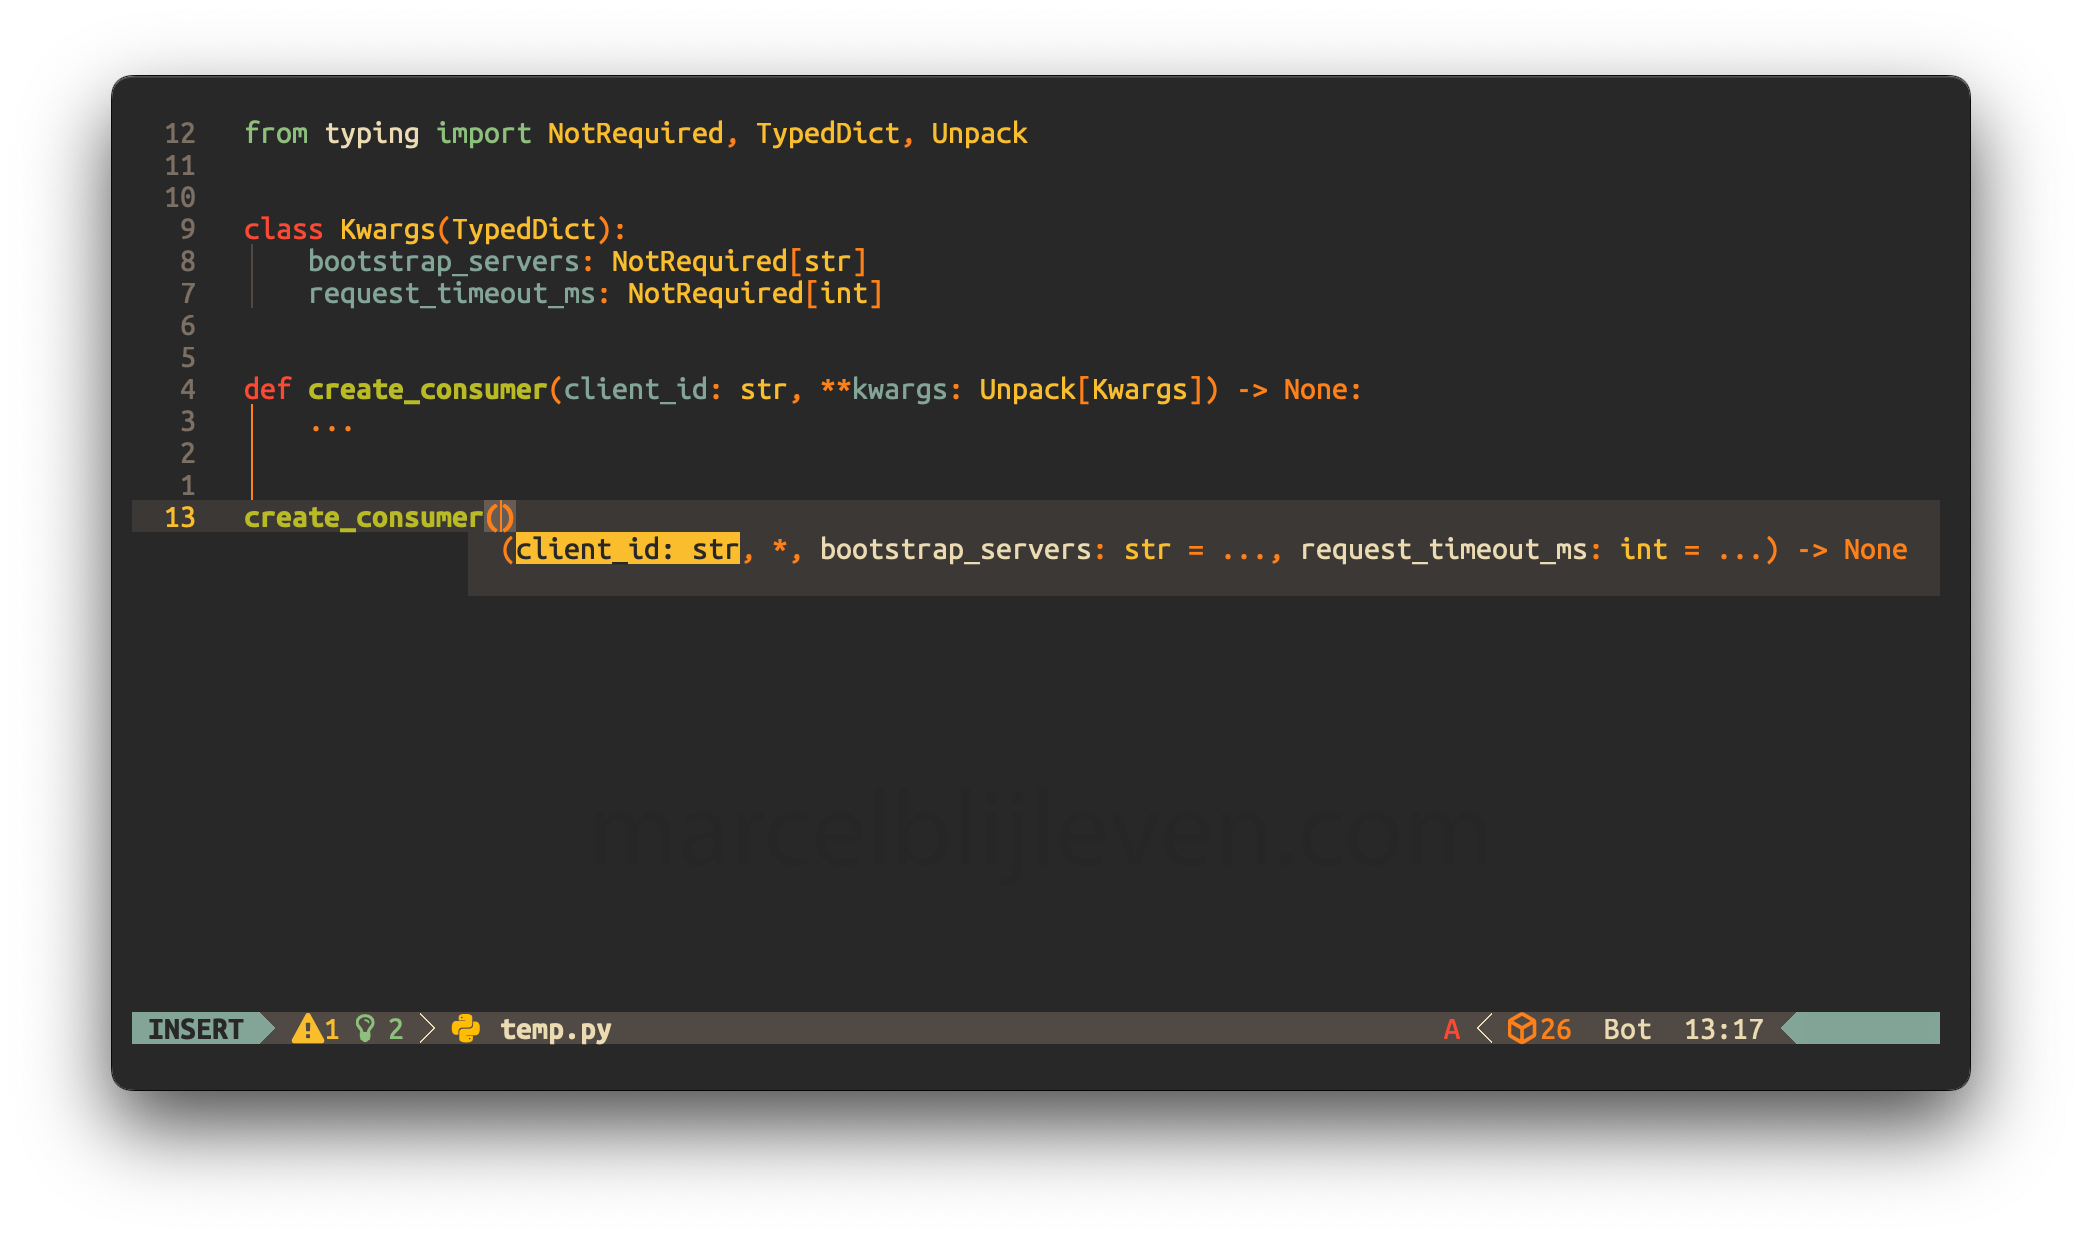 12 from typing import NotRequired, TypedDict, Unpack
11
10
9 class Kwargs(TypedDict):
8 bootstrap_servers: NotRequired[str]
7 request_timeout_ms: NotRequired[int]
6
5
4 def create_consumer(client_id: str, **kwargs: Unpack[Kwargs]) -> None:
3 ...
2
1
13 create_consumer()
(client_id: str, *, bootstrap_servers: str = ..., request_timeout_ms: int = ...) -> None
marcelblijleven.com
INSERT 1 2 temp.py A 26 Bot 13:17